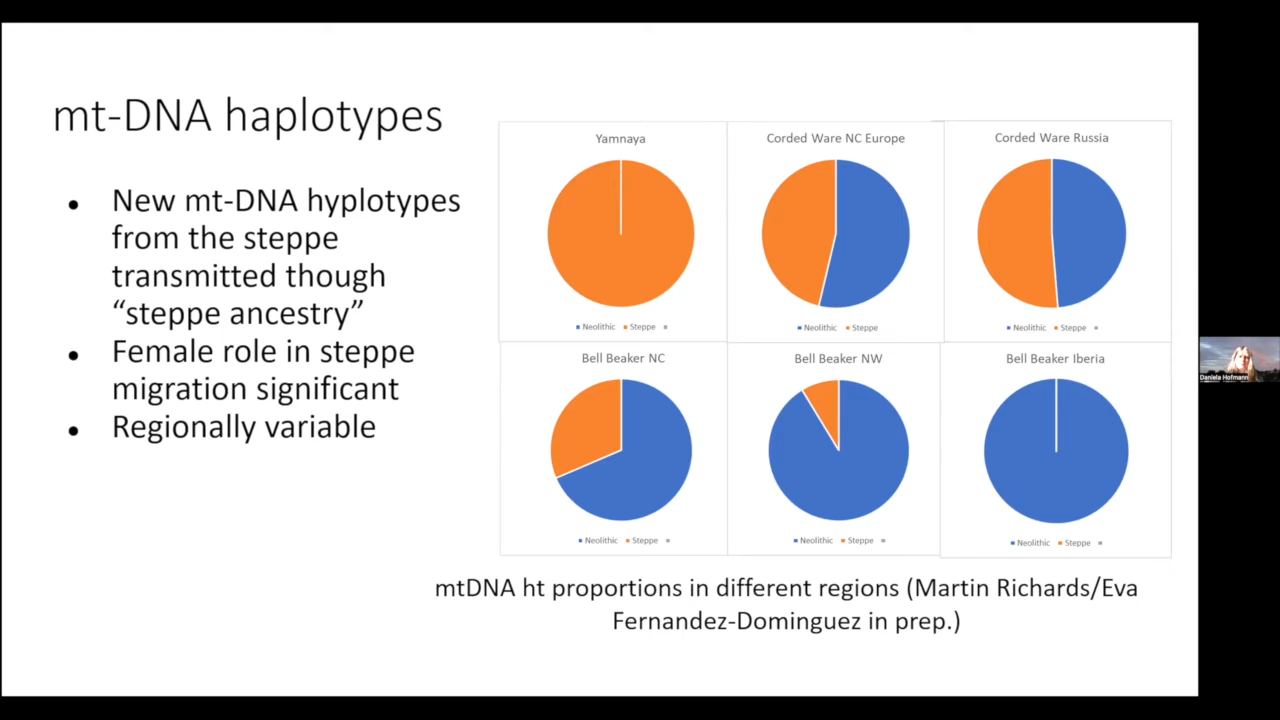 mt-DNA haplotypes
New mt-DNA hyplotypes
from the steppe
transmitted though
“steppe ancestry”
Female role in steppe
migration significant
Regionally variable
Yamnaya
Neolithic Steppe
Corded Ware NC Europe
Neolithic Steppe
Corded Ware Russia
Neolithic Steppe
Bell Beaker NC
Neolithic Steppe
Bell Beaker NW
Neolithic Steppe
Bell Beaker Iberia
Neolithic Steppe
mtDNA ht proportions in different regions (Martin Richards/Eva
Fernandez-Dominguez in prep.)
Daniela Hofmann